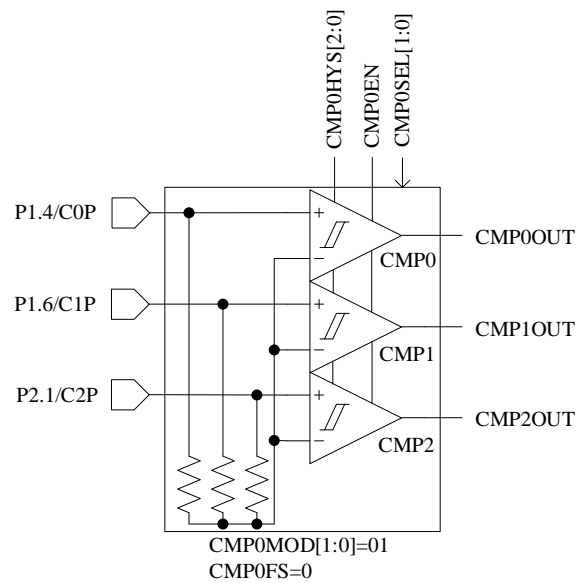 CMP0HYS[2:0]
CMP0EN
CMP0SEL[1:0]
P1.4/C0P
+
−
CMP0
CMP0OUT
P1.6/C1P
+
−
CMP1
CMP1OUT
P2.1/C2P
+
−
CMP2
CMP2OUT
CMP0MOD[1:0]=01
CMP0FS=0